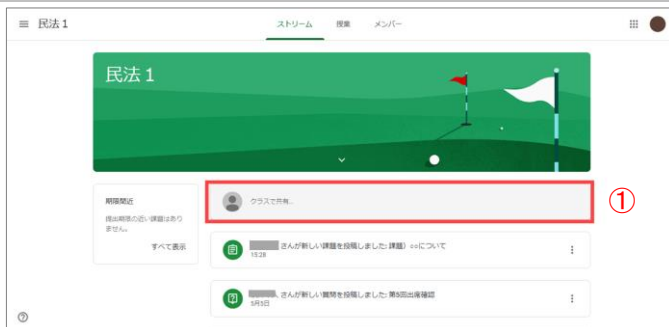 民法 1
ストリーム 授業 メンバー
民法 1
期限間近
提出期限の近い課題はありません。
すべて表示
クラスで共有...
①
さんが新しい課題を投稿しました: 課題）○○について
15:28
さんが新しい質問を投稿しました: 第5回出席確認
5月5日